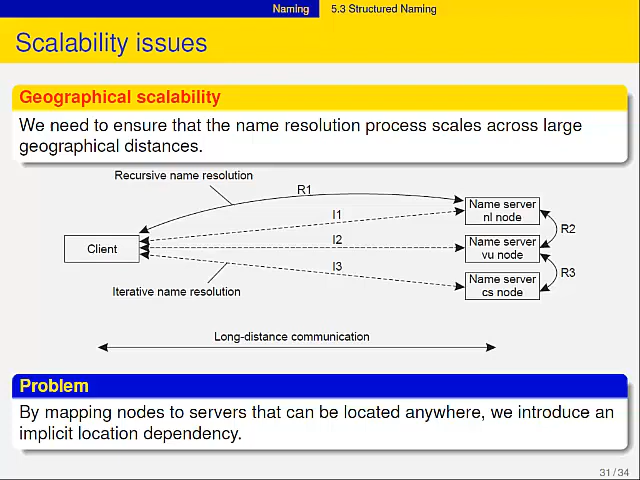 Naming 5.3 Structured Naming
Scalability issues
Geographical scalability
We need to ensure that the name resolution process scales across large
geographical distances.
Recursive name resolution
R1
Name server
nl node
I1
R2
Client
I2
Name server
vu node
I3
R3
Name server
cs node
Iterative name resolution
Long-distance communication
Problem
By mapping nodes to servers that can be located anywhere, we introduce an
implicit location dependency.
31 / 34